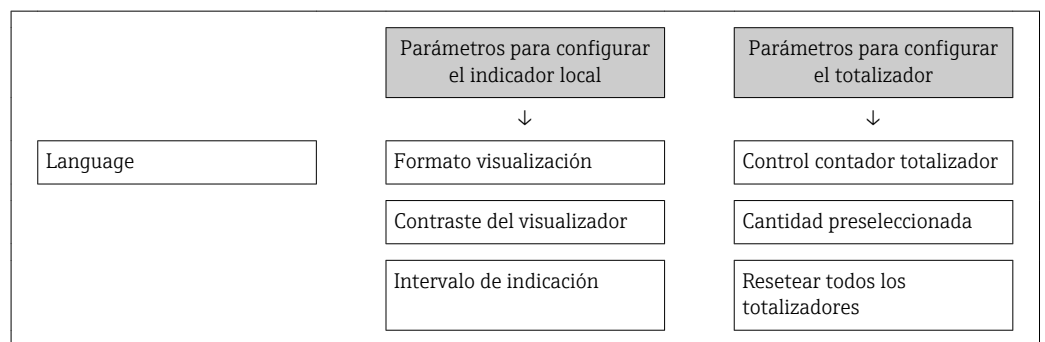 Parámetros para configurar
el indicador local
Parámetros para configurar
el totalizador
↓
↓
Language
Formato visualización
Control contador totalizador
Contraste del visualizador
Cantidad preseleccionada
Intervalo de indicación
Resetear todos los
totalizadores